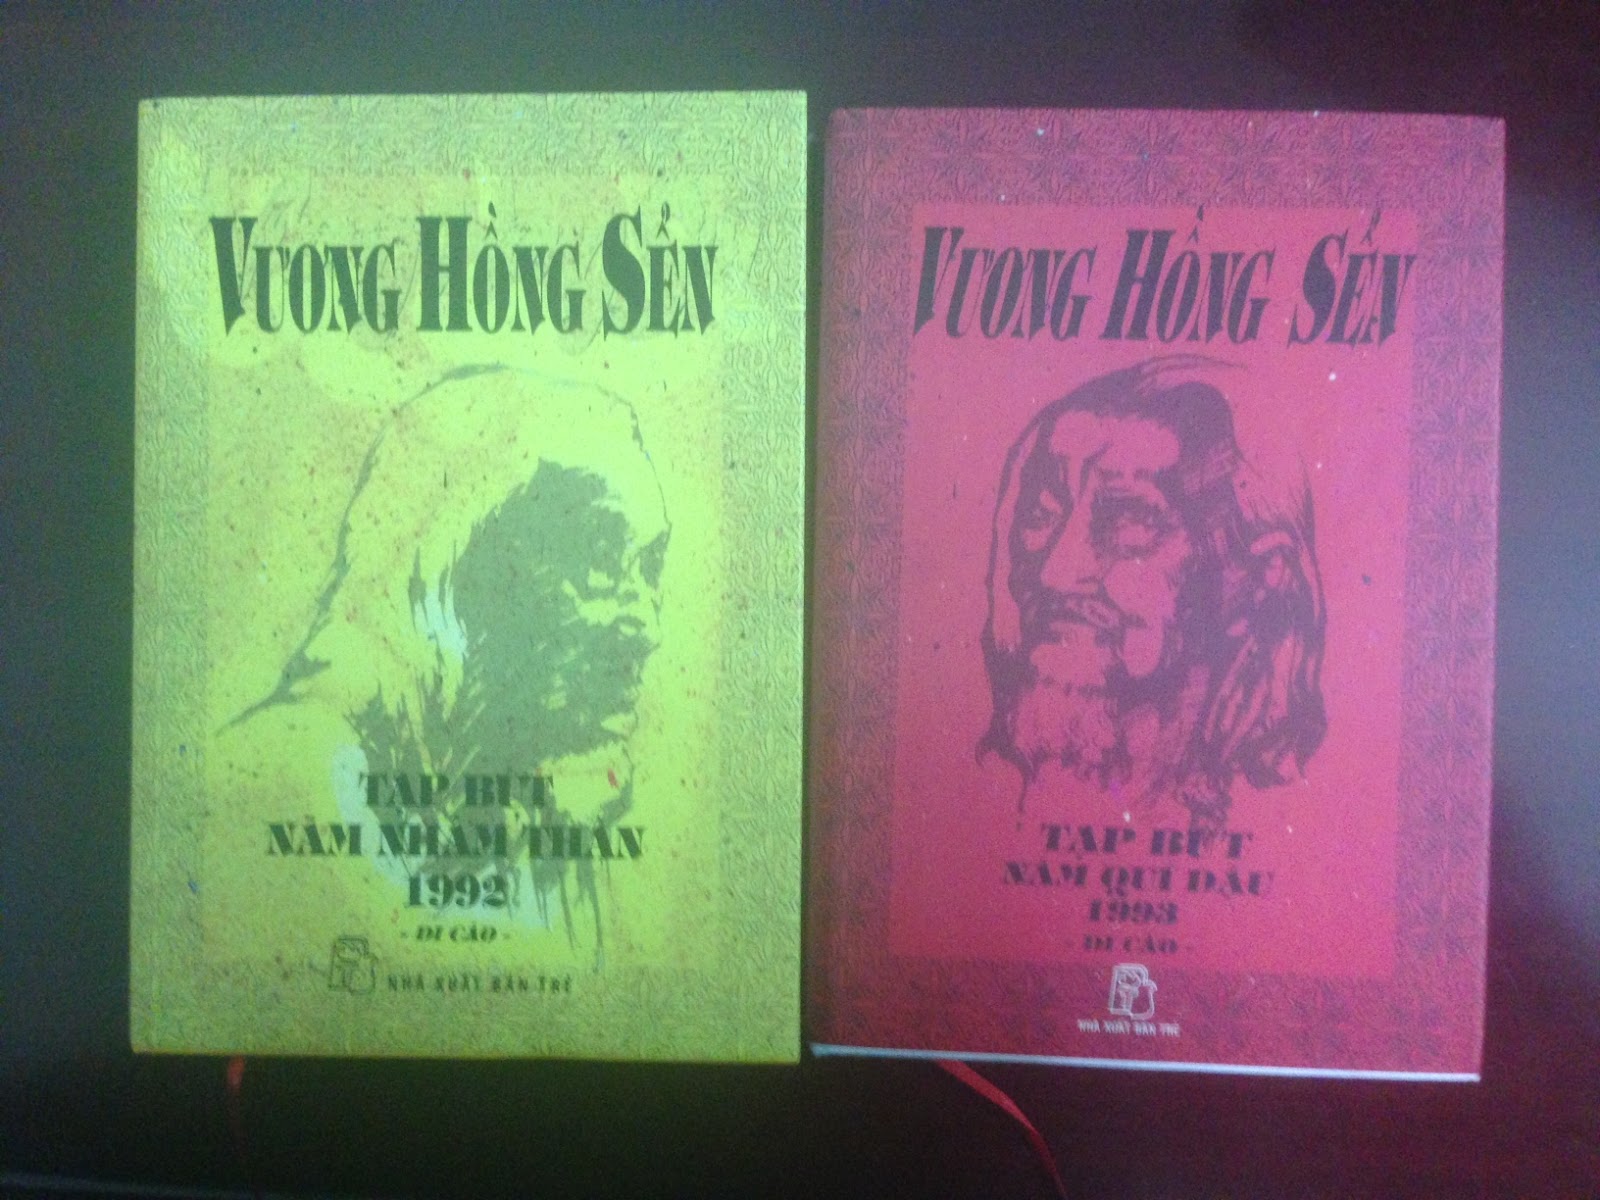 VƯƠNG HỒNG SỂN
TẠP BÚT
NĂM NHÂM THÂN
1992
- DI CẢO -
NHÀ XUẤT BẢN TRẺ
VƯƠNG HỒNG SỂN
TẠP BÚT
NĂM QUÍ DẬU
1993
- DI CẢO -
NHÀ XUẤT BẢN TRẺ